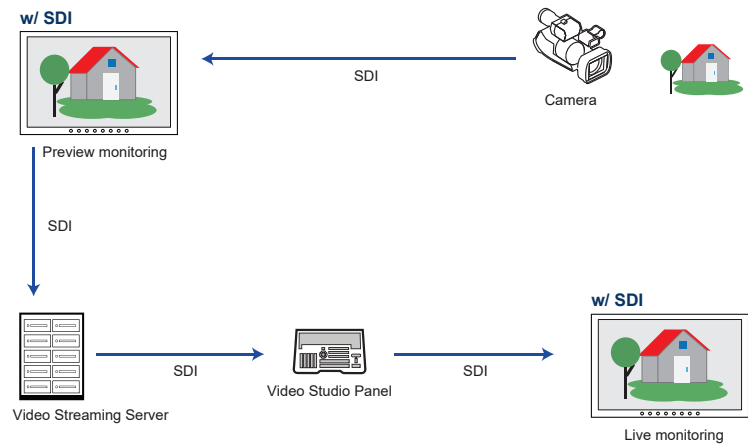 w/ SDI
SDI
Camera
Preview monitoring
SDI
w/ SDI
SDI
Video Studio Panel
SDI
Video Streaming Server
Live monitoring